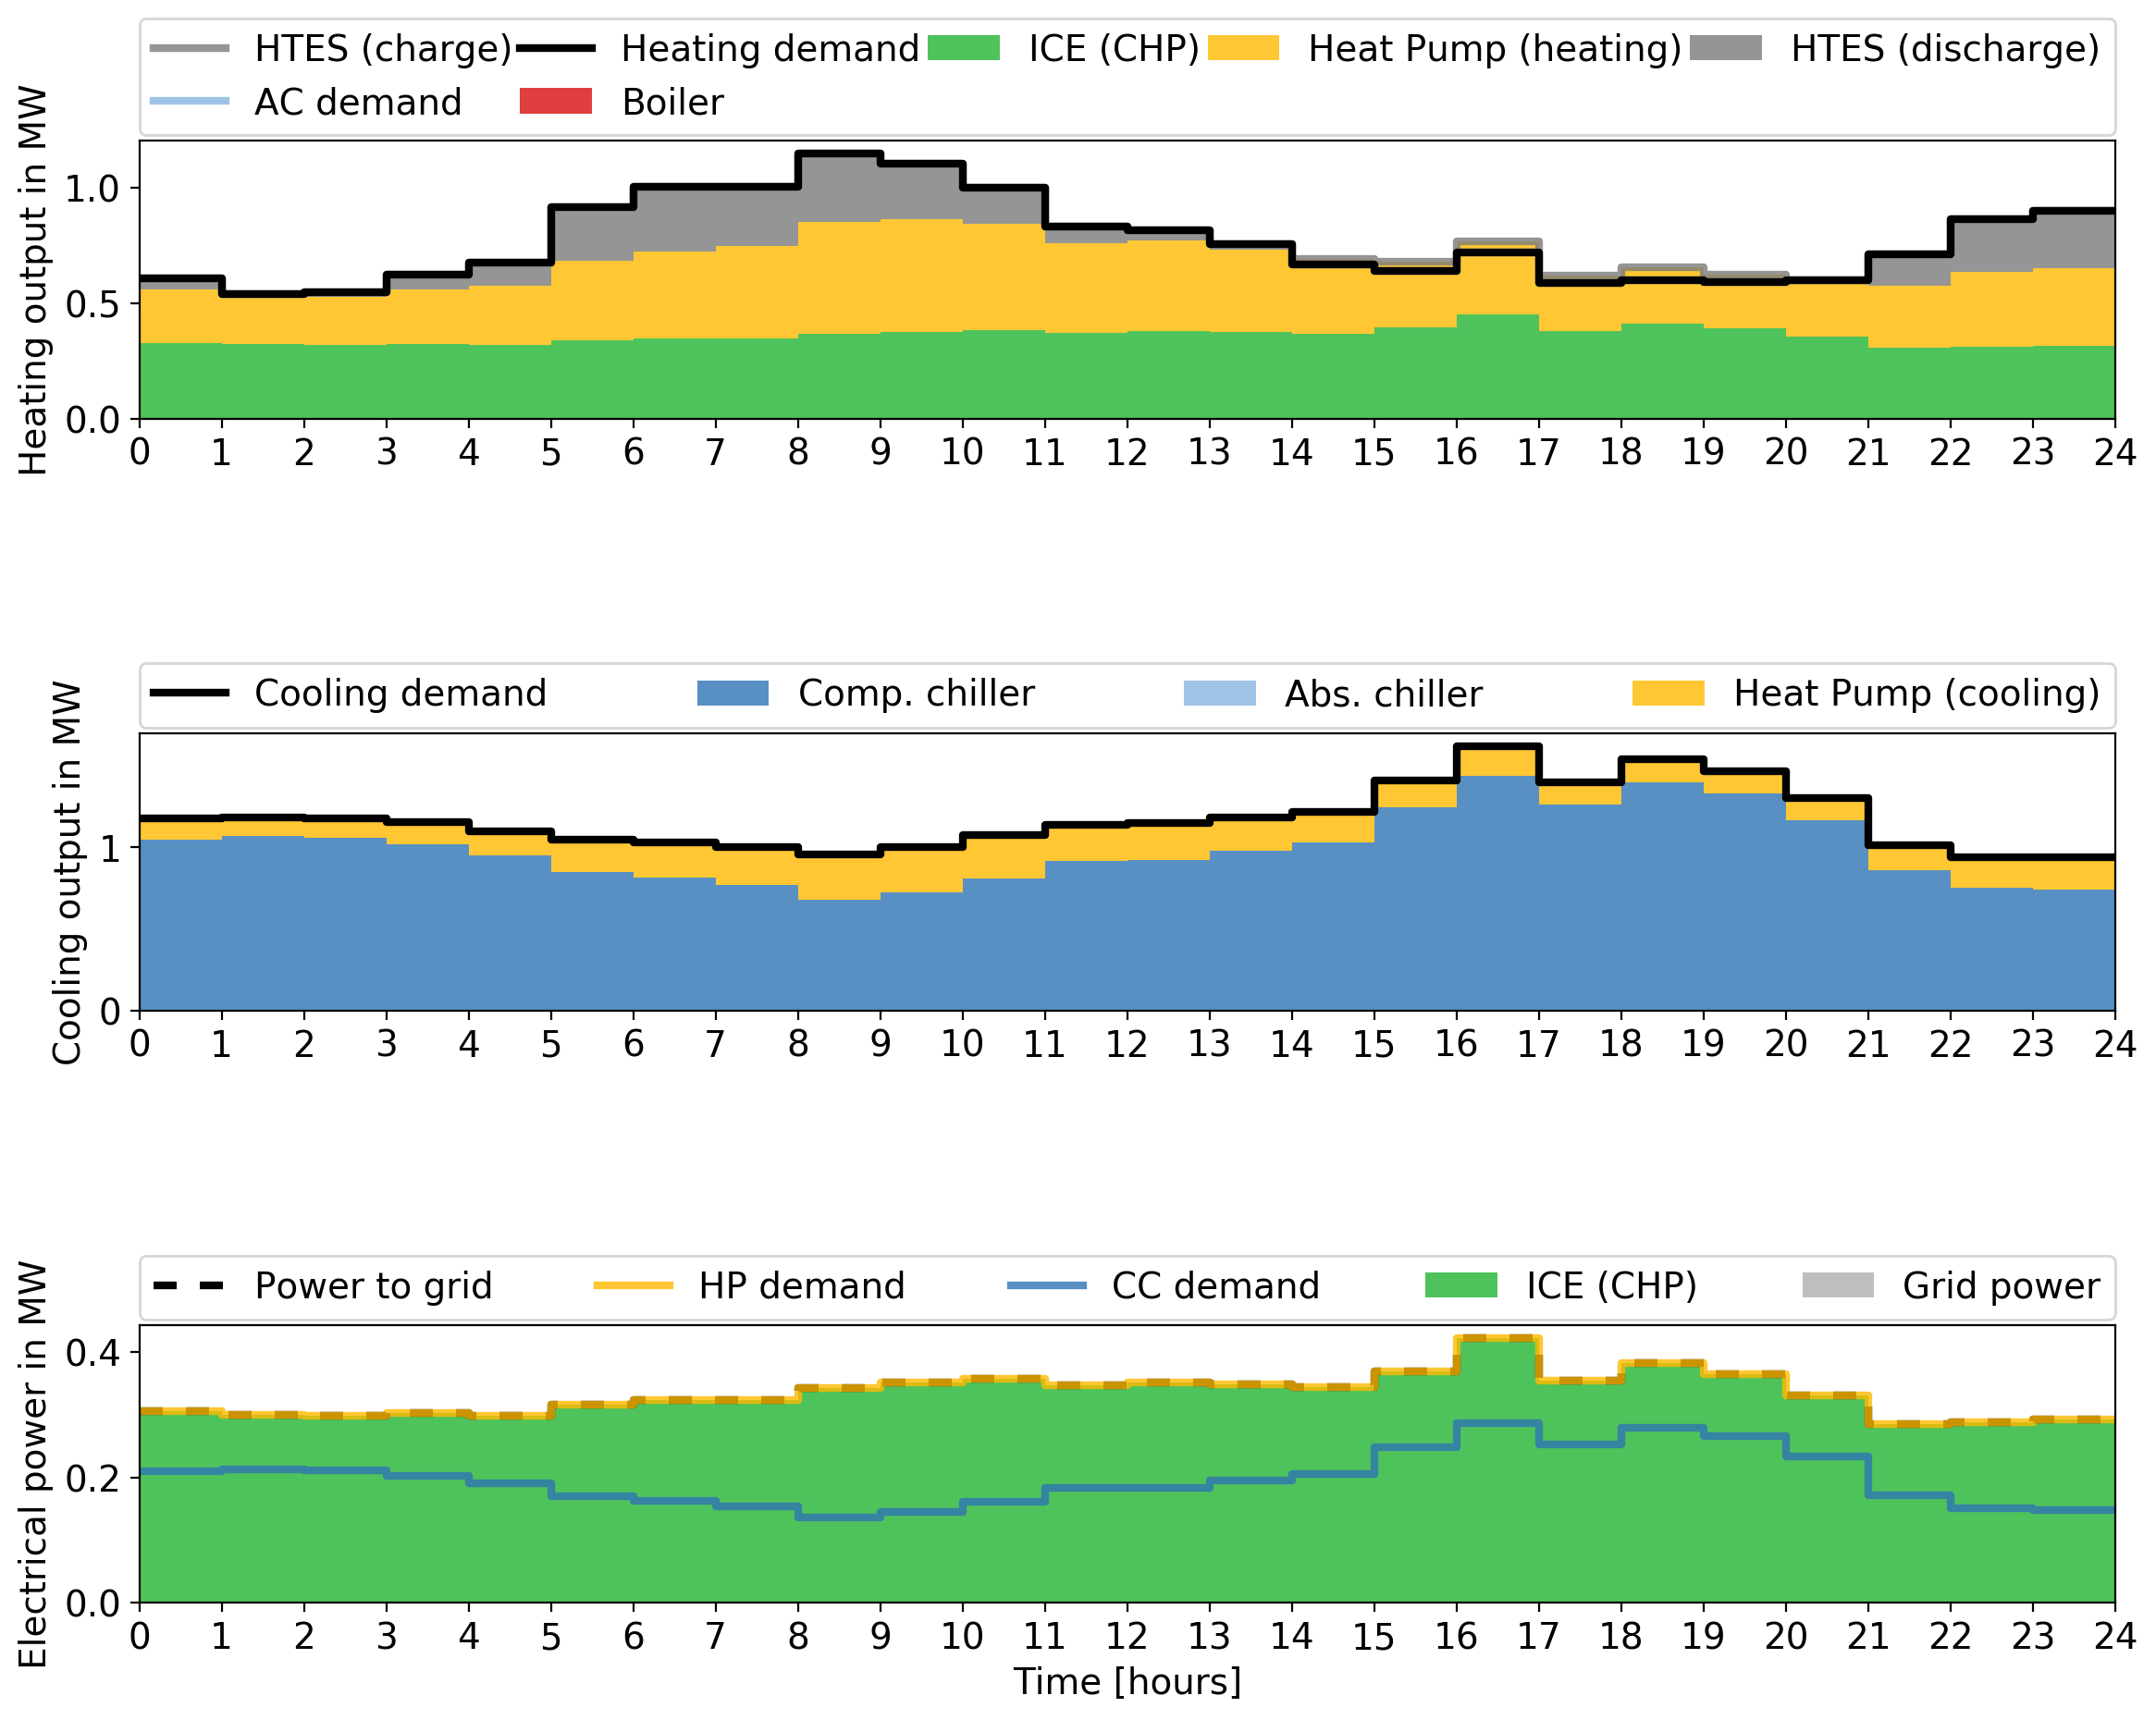 HTES (charge) Heating demand ICE (CHP) Heat Pump (heating) HTES (discharge)
AC demand Boiler
Heating output in MW
1.0
0.5
0.0
0 1 2 3 4 5 6 7 8 9 10 11 12 13 14 15 16 17 18 19 20 21 22 23 24
Cooling demand Comp. chiller Abs. chiller Heat Pump (cooling)
Cooling output in MW
1
0
0 1 2 3 4 5 6 7 8 9 10 11 12 13 14 15 16 17 18 19 20 21 22 23 24
Power to grid HP demand CC demand ICE (CHP) Grid power
Electrical power in MW
0.4
0.2
0.0
0 1 2 3 4 5 6 7 8 9 10 11 12 13 14 15 16 17 18 19 20 21 22 23 24
Time [hours]